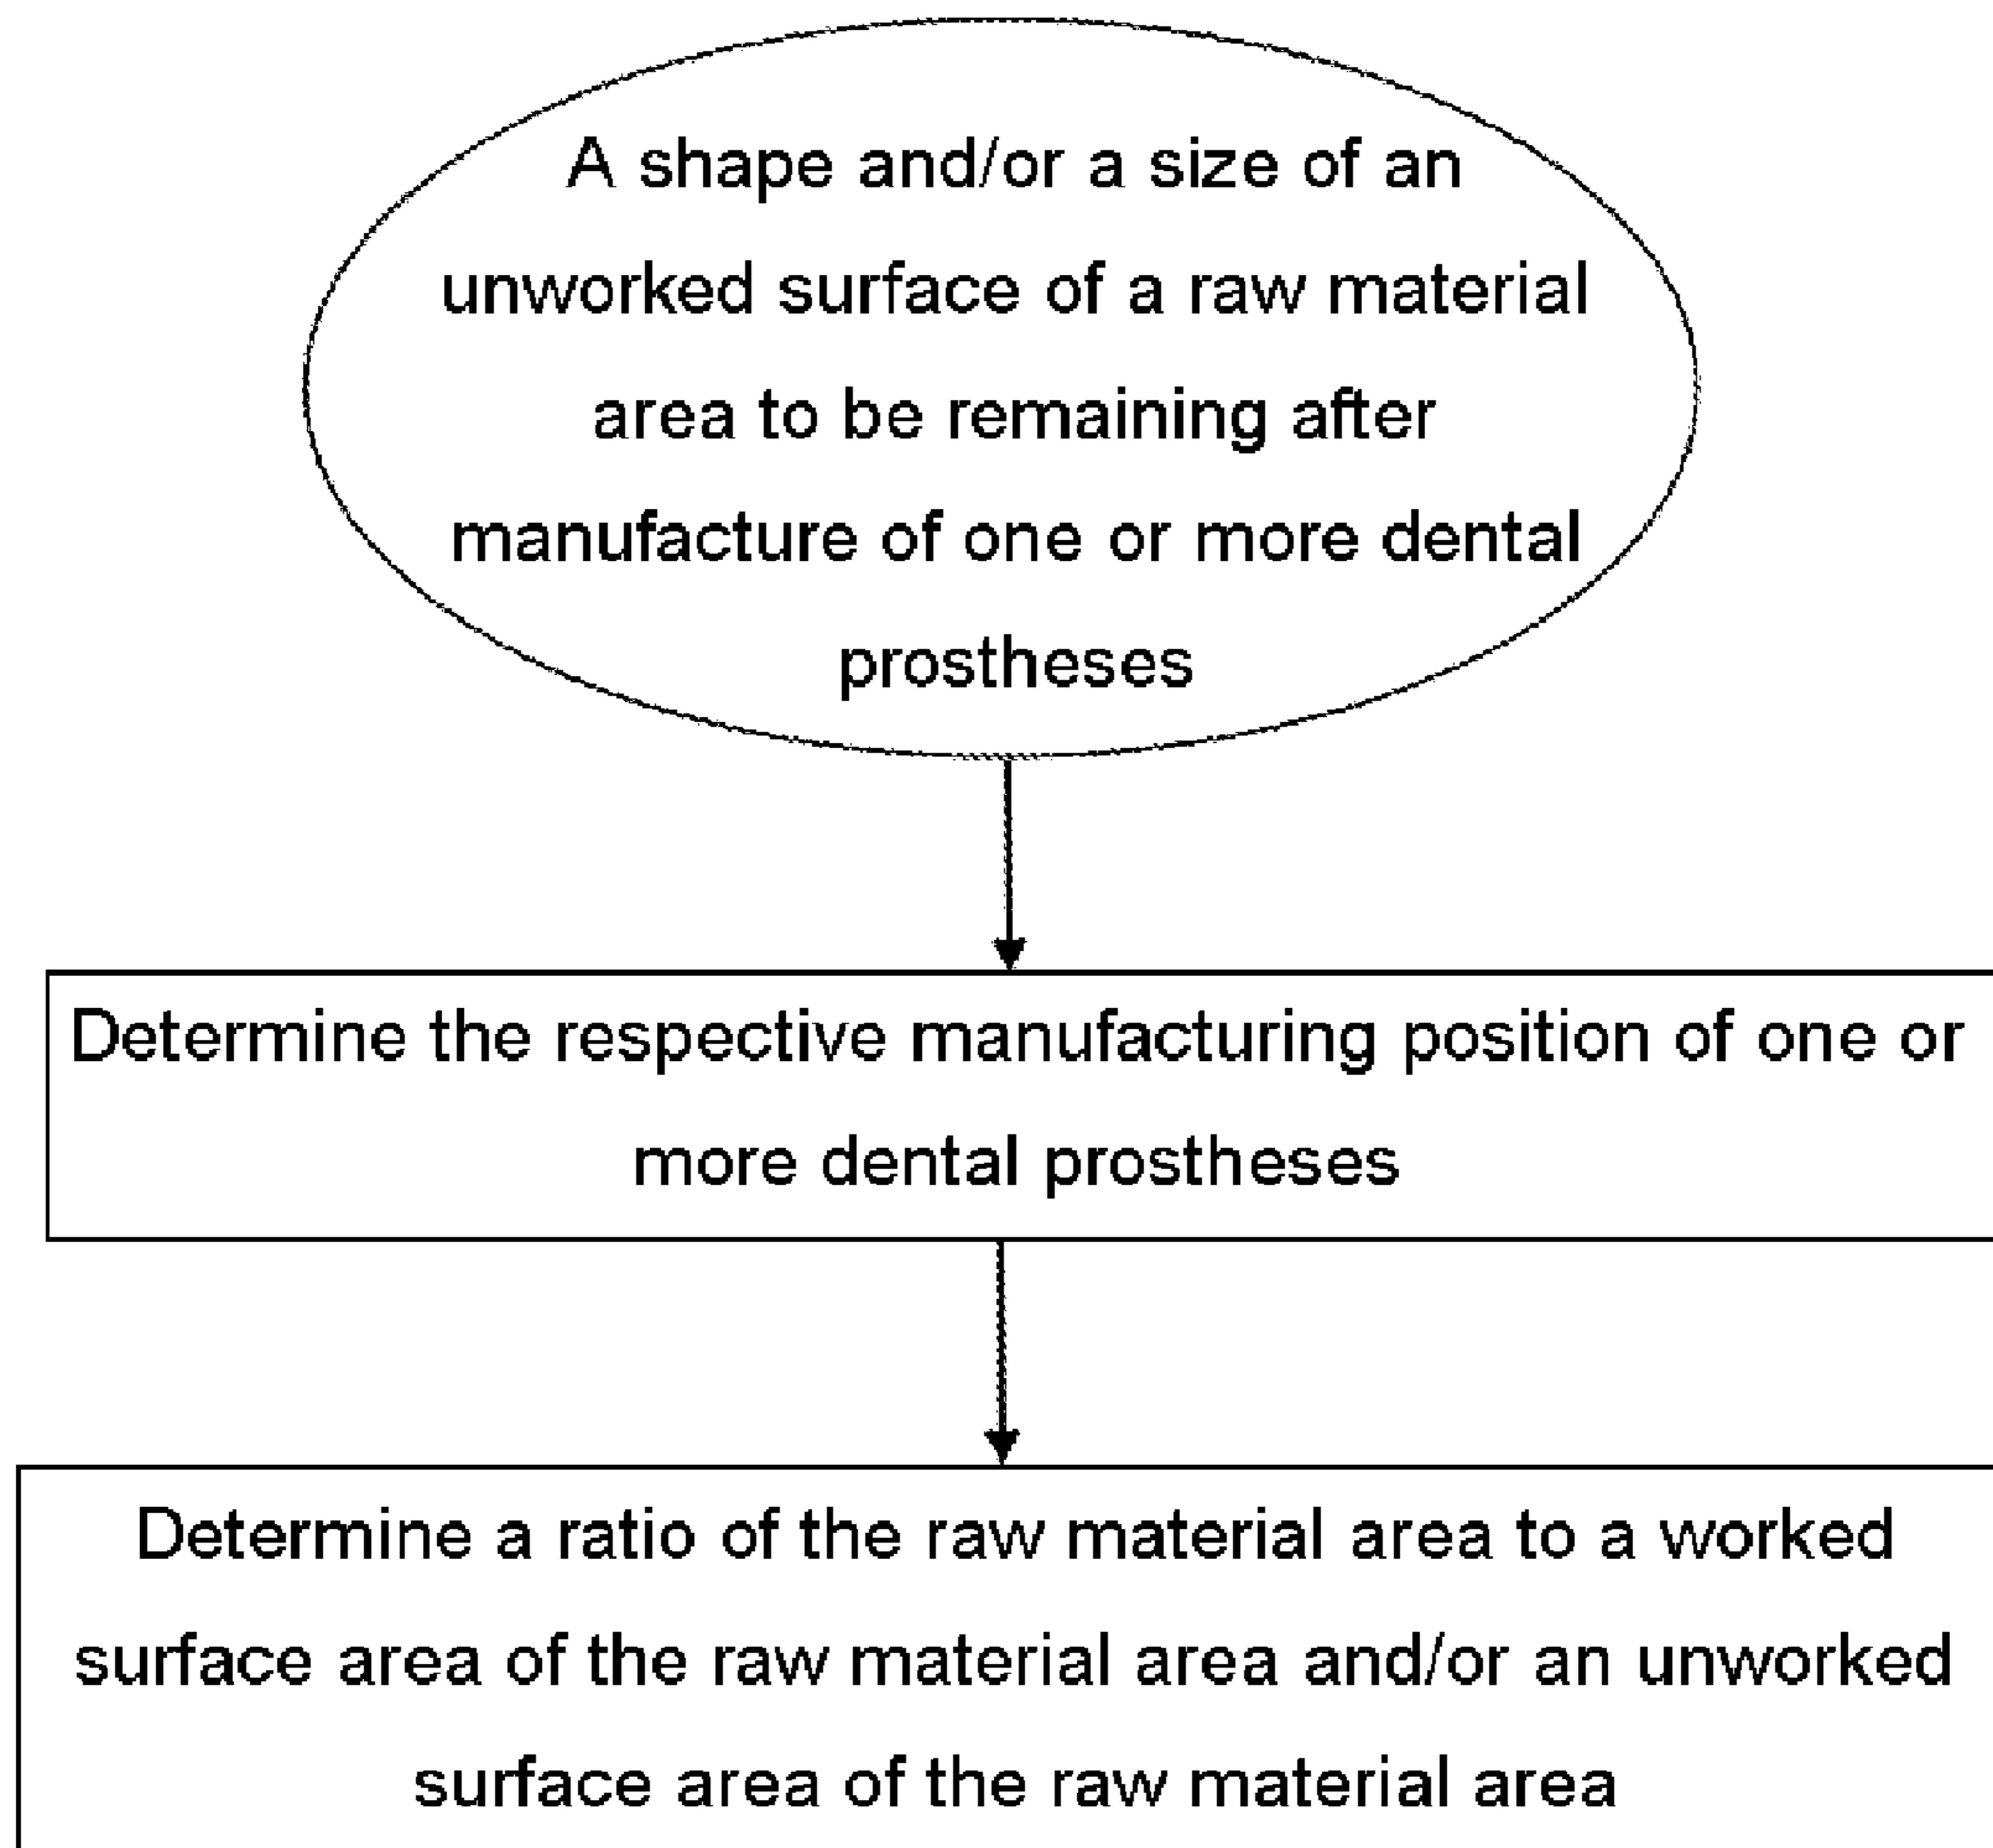 A shape and/or a size of an
unworked surface of a raw material
area to be remaining after
manufacture of one or more dental
prostheses
Determine the respective manufacturing position of one or
more dental prostheses
Determine a ratio of the raw material area to a worked
surface area of the raw material area and/or an unworked
surface area of the raw material area